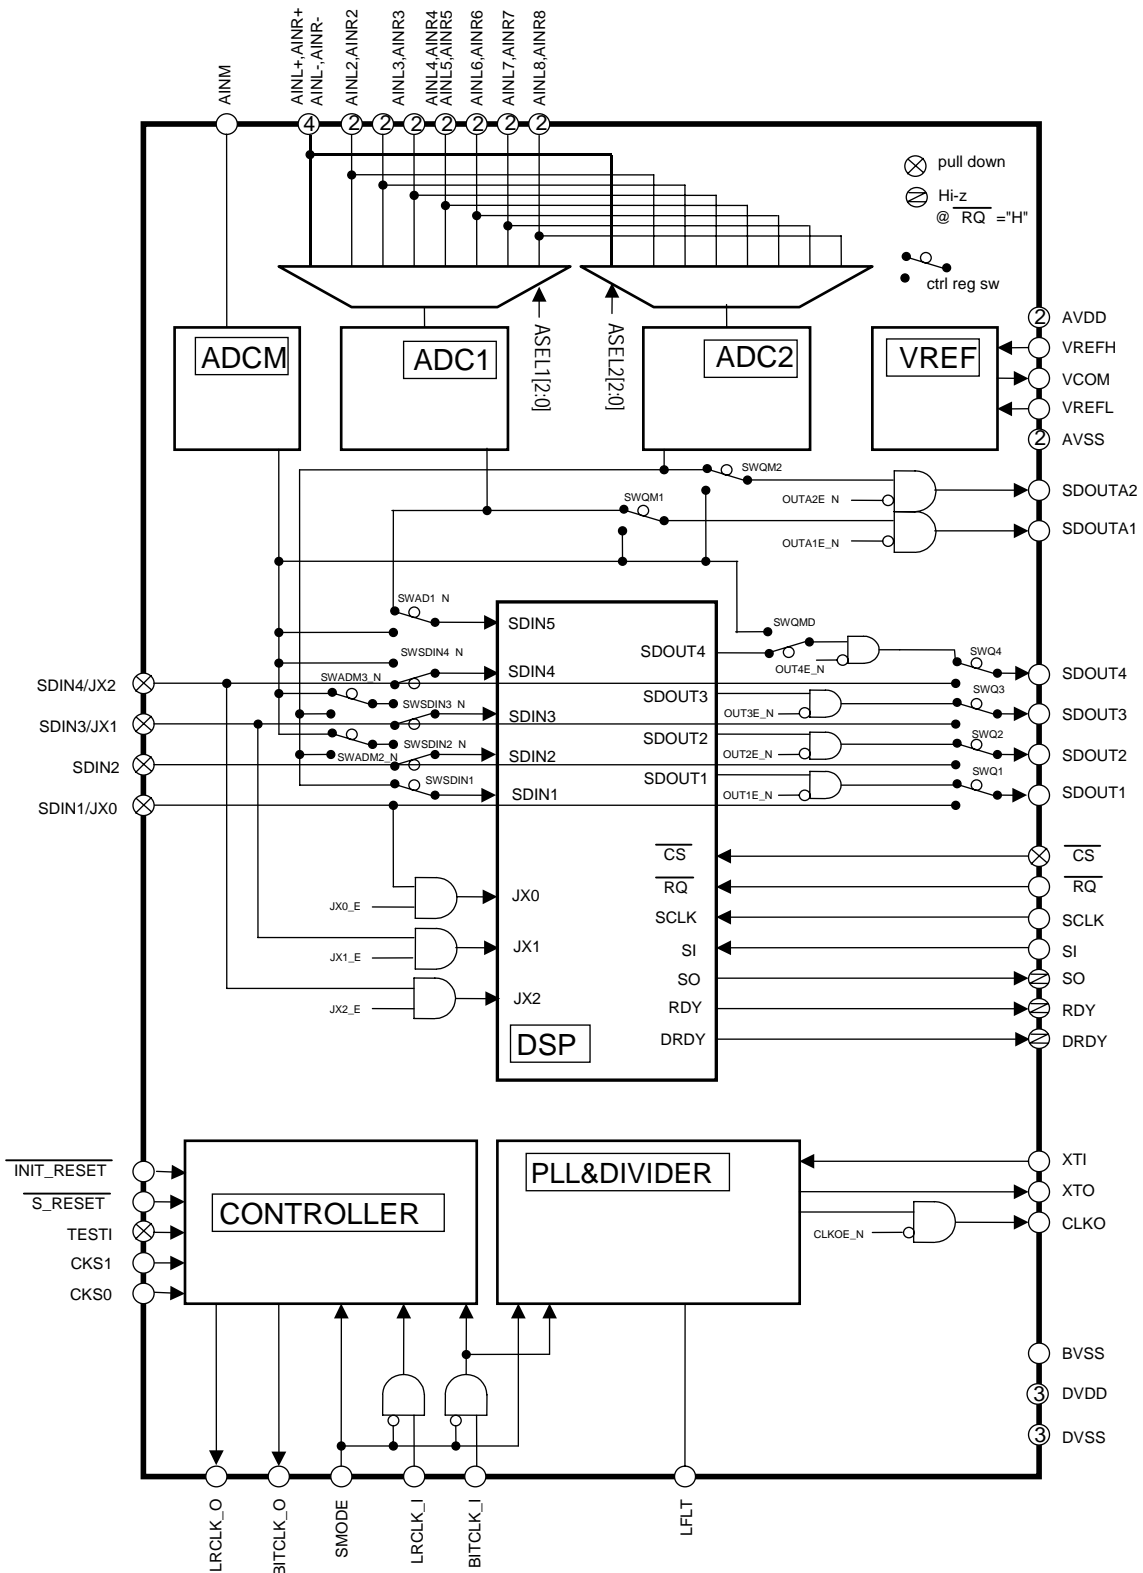 AINM
AINL+,AINR+
AINL-,AINR-
AINL2,AINR2
AINL3,AINR3
AINL4,AINR4
AINL5,AINR5
AINL6,AINR6
AINL7,AINR7
AINL8,AINR8
4
2
2
2
2
2
2
2
pull down
Hi-z
@ RQ ="H"
ctrl reg sw
ASEL1[2:0]
ASEL2[2:0]
ADCM
ADC1
ADC2
VREF
2
AVDD
VREFH
VCOM
VREFL
2
AVSS
SWQM2
OUTA2E_N
SDOUTA2
SWQM1
OUTA1E_N
SDOUTA1
SWAD1_N
SDIN5
SWQMD
SDOUT4
OUT4E_N
SWQ4
SDOUT4
SWSDIN4_N
SDIN4/JX2
SDIN4
SWADM3_N
SDOUT3
OUT3E_N
SWQ3
SDOUT3
SDIN3/JX1
SWSDIN3_N
SDIN3
SDOUT2
OUT2E_N
SWQ2
SDOUT2
SDIN2
SWADM2_N
SWSDIN2_N
SDIN2
SDOUT1
OUT1E_N
SWQ1
SDOUT1
SDIN1/JX0
SWSDIN1
SDIN1
CS
CS
RQ
RQ
JX0_E
JX0
SCLK
SCLK
JX1_E
JX1
SI
SI
SO
SO
JX2_E
JX2
RDY
RDY
DSP
DRDY
DRDY
INIT_RESET
S_RESET
TESTI
CKS1
CKS0
CONTROLLER
PLL&DIVIDER
XTI
XTO
CLKOE_N
CLKO
BVSS
3
DVDD
3
DVSS
LRCLK_O
BITCLK_O
SMODE
LRCLK_I
BITCLK_I
LFLT